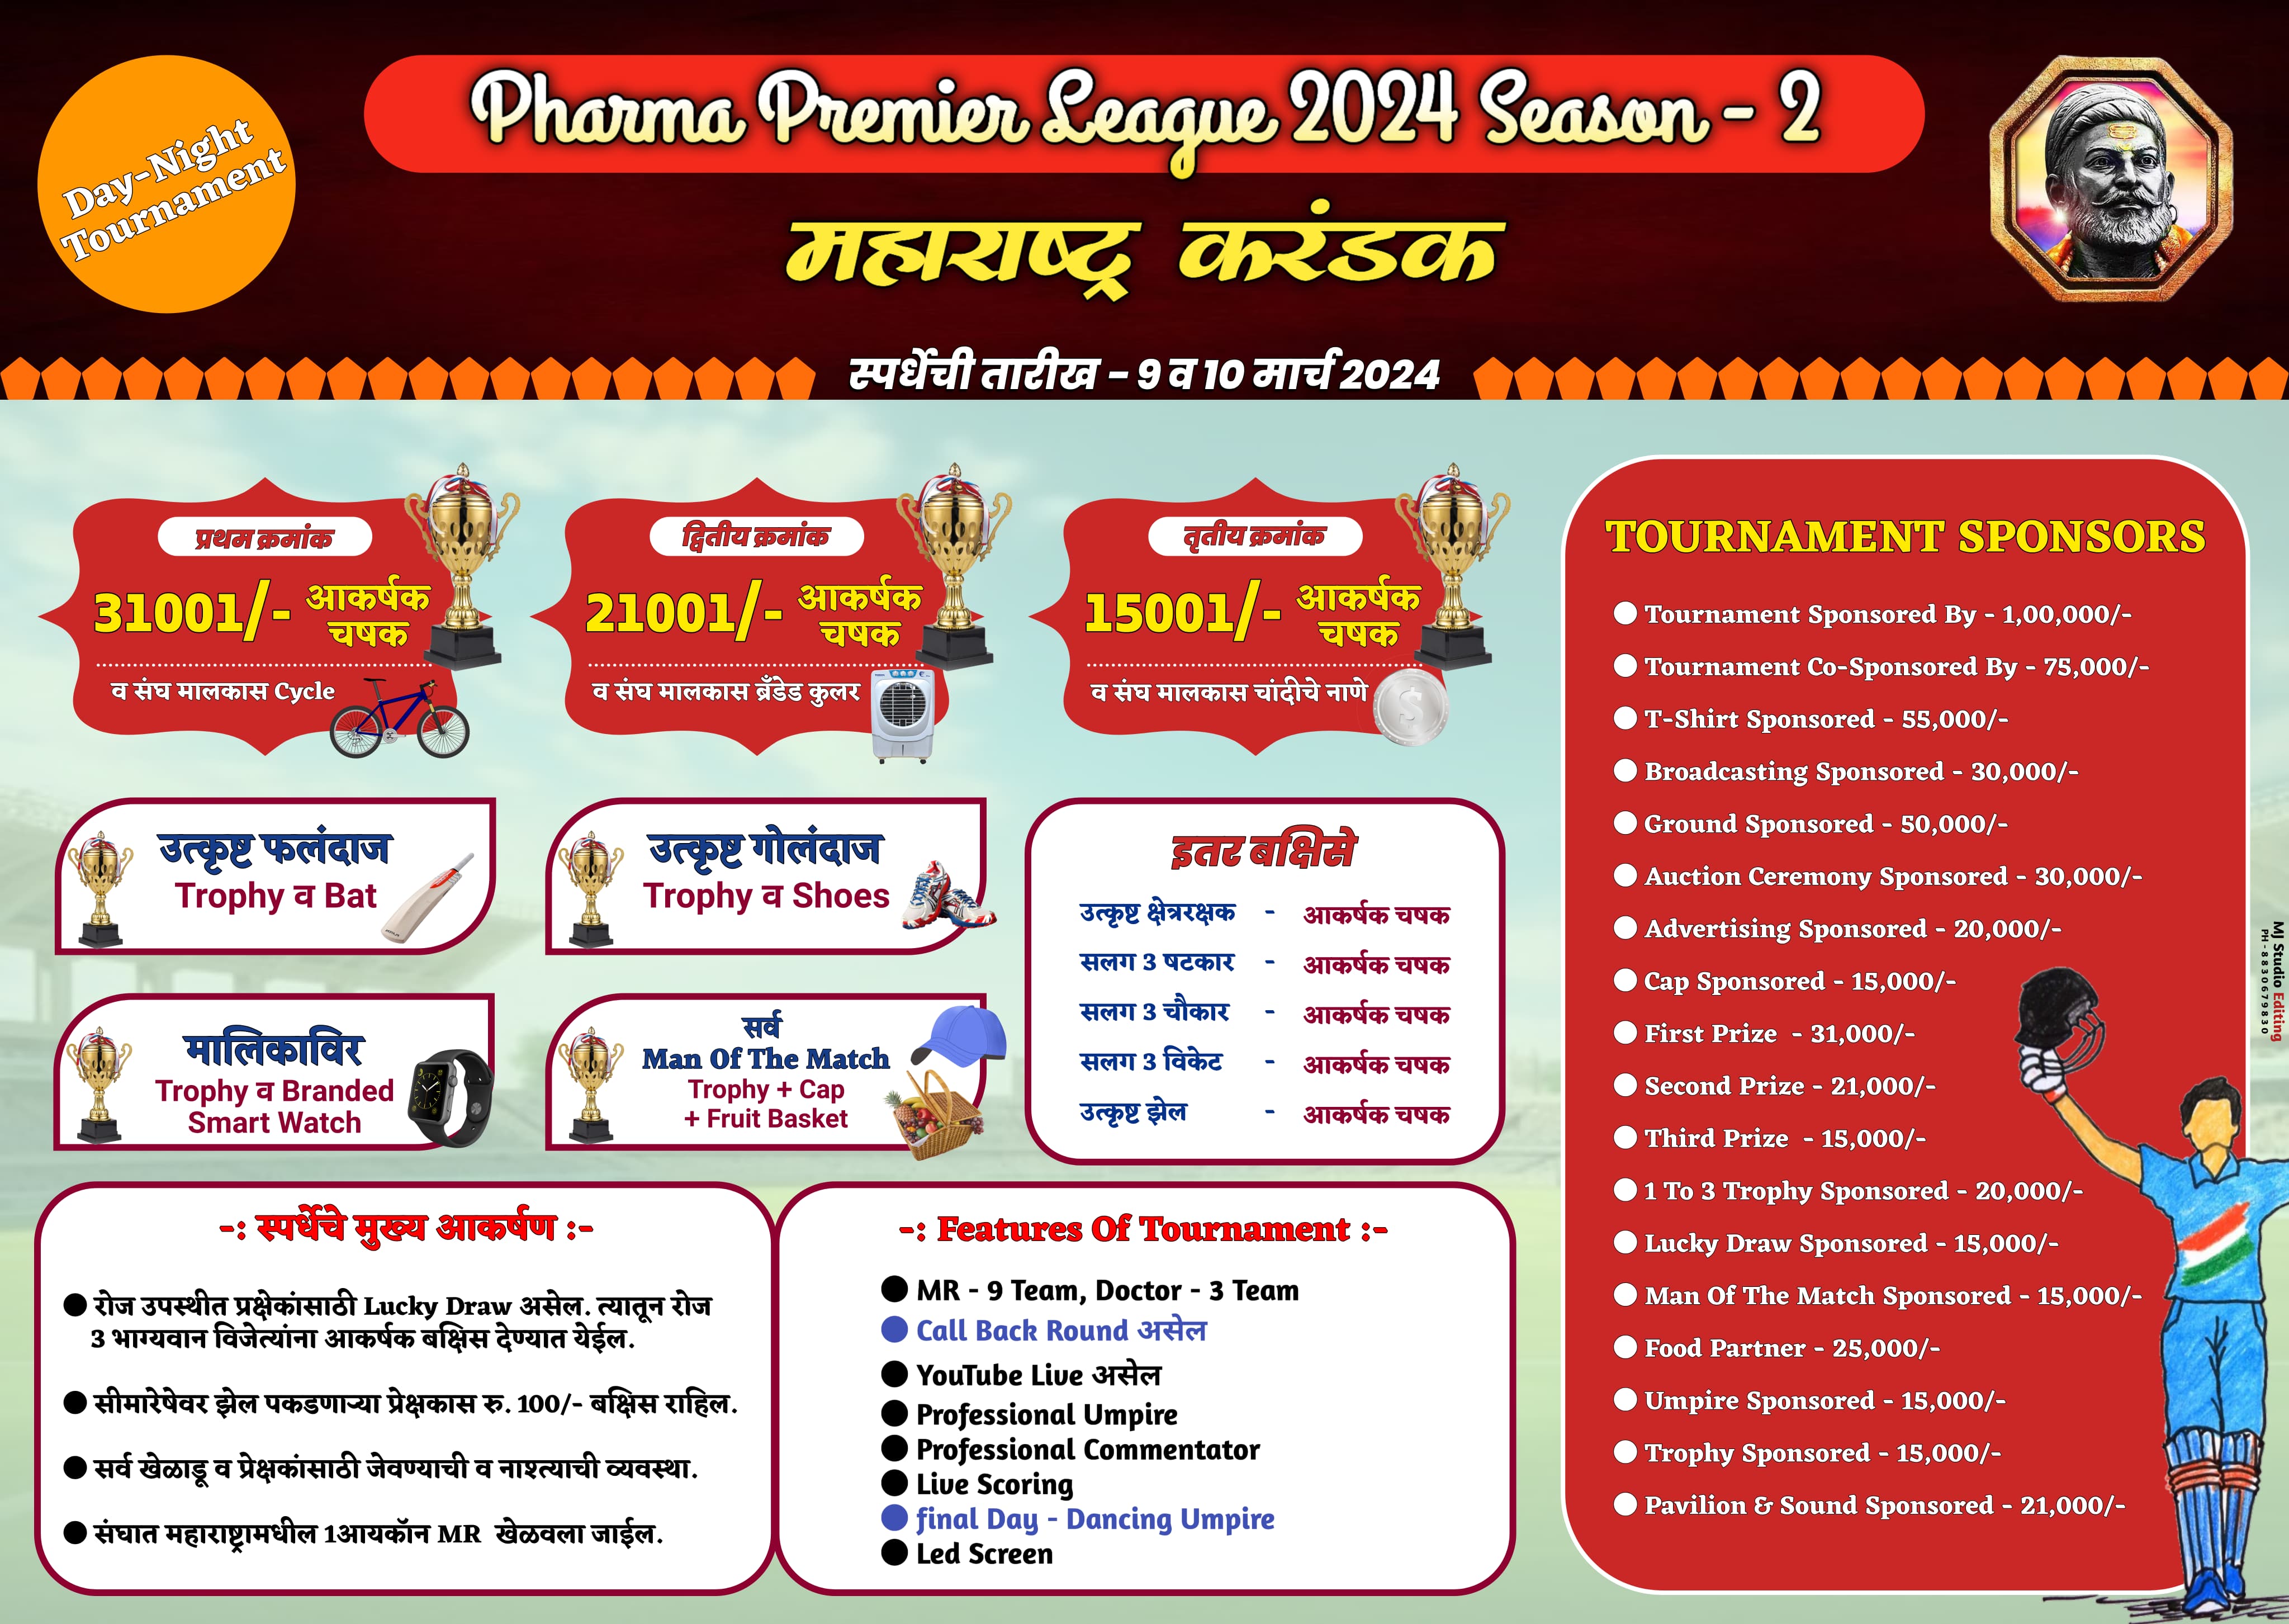 Day-Night
Tournament
Pharma Premier League 2024 Season - 2
महाराष्ट्र करंडक
स्पर्धेची तारीख - 9 व 10 मार्च 2024
प्रथम क्रमांक
31001/- आकर्षक
चषक
व संघ मालकास Cycle
द्वितीय क्रमांक
21001/- आकर्षक
चषक
व संघ मालकास ब्रँडेड कुलर
तृतीय क्रमांक
15001/- आकर्षक
चषक
व संघ मालकास चांदीचे नाणे
उत्कृष्ट फलंदाज
Trophy व Bat
उत्कृष्ट गोलंदाज
Trophy व Shoes
मालिकाविर
Trophy व Branded
Smart Watch
सर्व
Man Of The Match
Trophy + Cap
+ Fruit Basket
इतर बक्षिसे
उत्कृष्ट क्षेत्ररक्षक - आकर्षक चषक
सलग 3 षटकार - आकर्षक चषक
सलग 3 चौकार - आकर्षक चषक
सलग 3 विकेट - आकर्षक चषक
उत्कृष्ट झेल - आकर्षक चषक
-: स्पर्धेचे मुख्य आकर्षण :-
रोज उपस्थीत प्रक्षेकांसाठी Lucky Draw असेल. त्यातून रोज
3 भाग्यवान विजेत्यांना आकर्षक बक्षिस देण्यात येईल.
सीमारेषेवर झेल पकडणाऱ्या प्रेक्षकास रु. 100/- बक्षिस राहिल.
सर्व खेळाडू व प्रेक्षकांसाठी जेवण्याची व नाश्त्याची व्यवस्था.
संघात महाराष्ट्रामधील 1आयकॉन MR खेळवला जाईल.
-: Features Of Tournament :-
MR - 9 Team, Doctor - 3 Team
Call Back Round असेल
YouTube Live असेल
Professional Umpire
Professional Commentator
Live Scoring
final Day - Dancing Umpire
Led Screen
TOURNAMENT SPONSORS
Tournament Sponsored By - 1,00,000/-
Tournament Co-Sponsored By - 75,000/-
T-Shirt Sponsored - 55,000/-
Broadcasting Sponsored - 30,000/-
Ground Sponsored - 50,000/-
Auction Ceremony Sponsored - 30,000/-
Advertising Sponsored - 20,000/-
Cap Sponsored - 15,000/-
First Prize - 31,000/-
Second Prize - 21,000/-
Third Prize - 15,000/-
1 To 3 Trophy Sponsored - 20,000/-
Lucky Draw Sponsored - 15,000/-
Man Of The Match Sponsored - 15,000/-
Food Partner - 25,000/-
Umpire Sponsored - 15,000/-
Trophy Sponsored - 15,000/-
Pavilion & Sound Sponsored - 21,000/-
MJ Studio Editing
PH - 8830679830